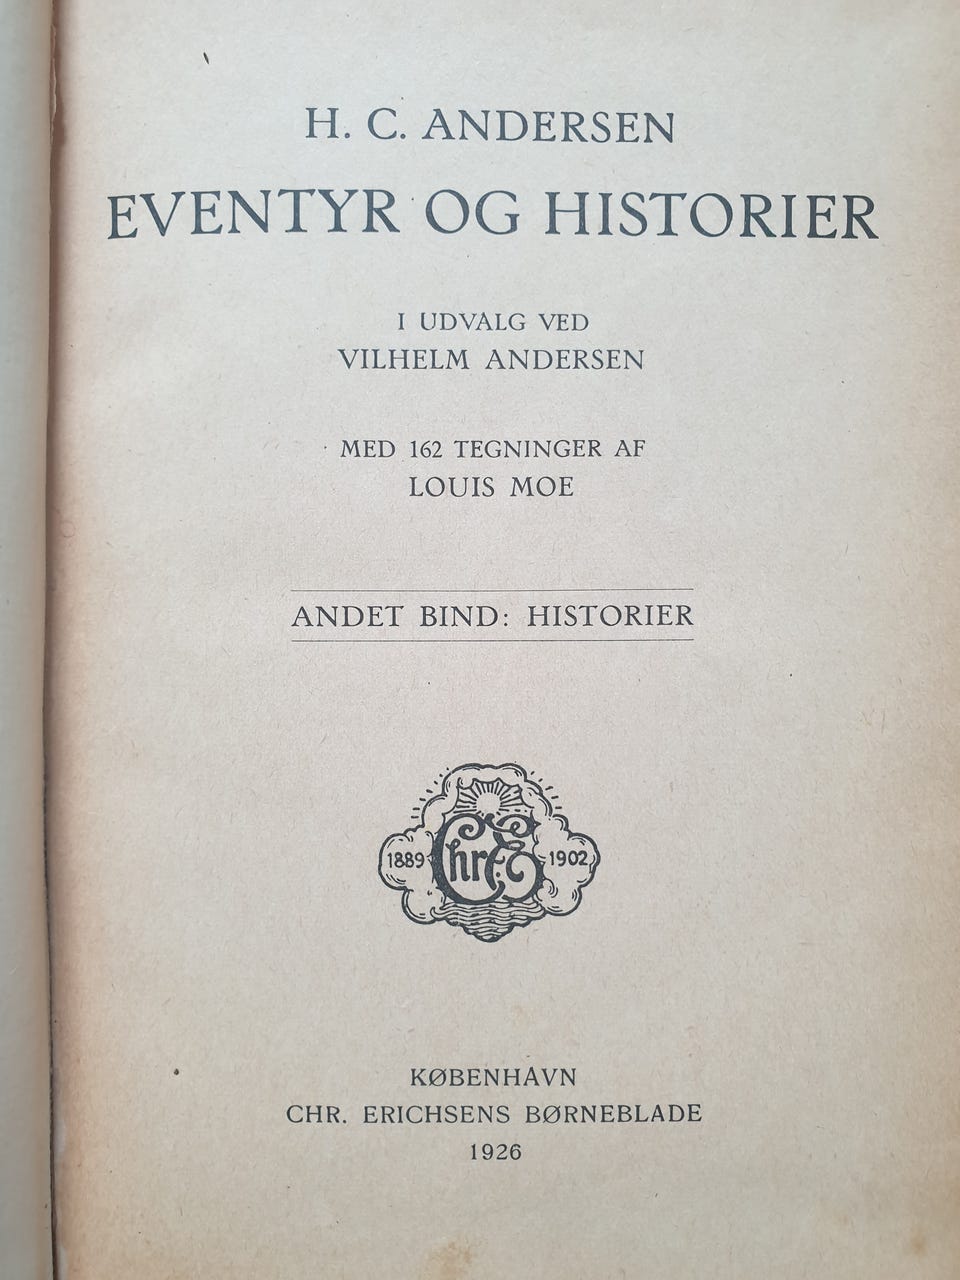 H. C. ANDERSEN
EVENTYR OG HISTORIER
I UDVALG VED
VILHELM ANDERSEN
MED 162 TEGNINGER AF
LOUIS MOE
ANDET BIND: HISTORIER
1889 Chr. E 1902
KØBENHAVN
CHR. ERICHSENS BØRNEBLADE
1926